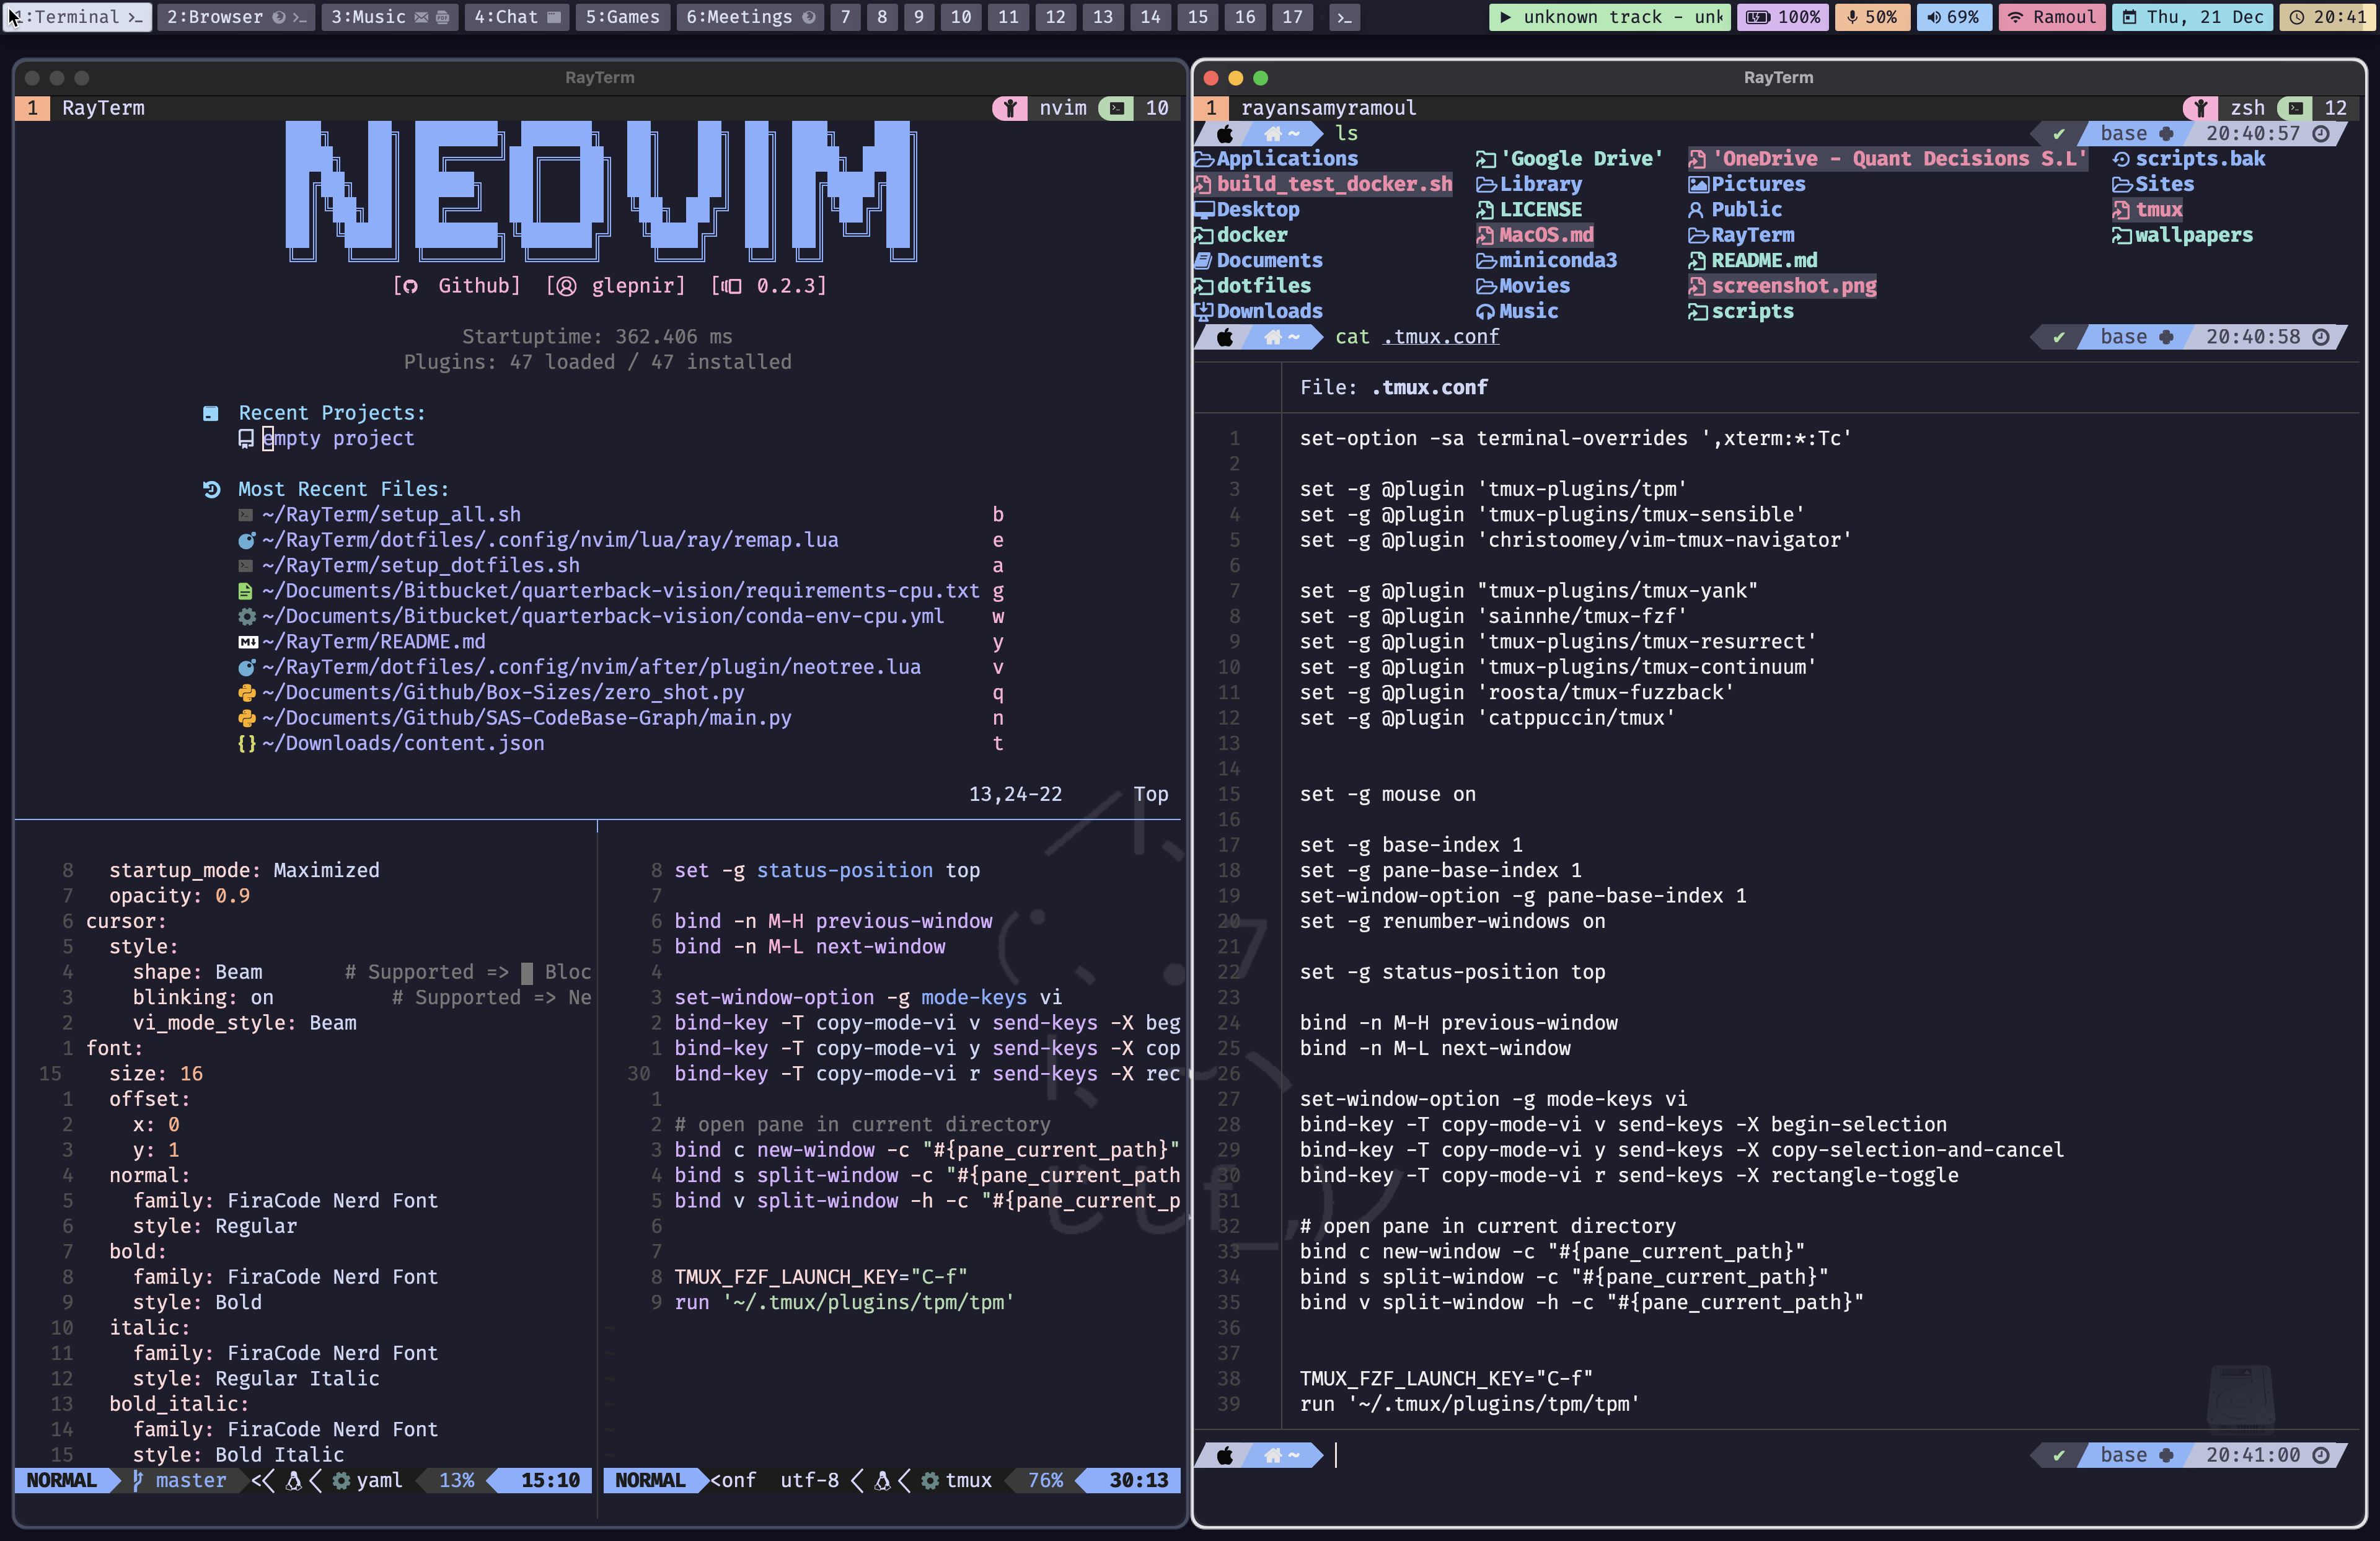 1:Terminal
2:Browser
3:Music
4:Chat
5:Games
6:Meetings
7 8 9 10 11 12 13 14 15 16 17
unknown track - unk
100%
50%
69%
Ramoul
Thu, 21 Dec
20:41
RayTerm
1 RayTerm
nvim 10
NEOVIM
[ Github] [ glepnir] [ 0.2.3]
Startuptime: 362.406 ms
Plugins: 47 loaded / 47 installed
Recent Projects:
empty project
Most Recent Files:
~/RayTerm/setup_all.sh b
~/RayTerm/dotfiles/.config/nvim/lua/ray/remap.lua e
~/RayTerm/setup_dotfiles.sh a
~/Documents/Bitbucket/quarterback-vision/requirements-cpu.txt g
~/Documents/Bitbucket/quarterback-vision/conda-env-cpu.yml w
~/RayTerm/README.md y
~/RayTerm/dotfiles/.config/nvim/after/plugin/neotree.lua v
~/Documents/Github/Box-Sizes/zero_shot.py q
~/Documents/Github/SAS-CodeBase-Graph/main.py n
~/Downloads/content.json t
13,24-22 Top
8 startup_mode: Maximized
7 opacity: 0.9
6 cursor:
5 style:
4 shape: Beam # Supported => Bloc
3 blinking: on # Supported => Ne
2 vi_mode_style: Beam
1 font:
15 size: 16
1 offset:
2 x: 0
3 y: 1
4 normal:
5 family: FiraCode Nerd Font
6 style: Regular
7 bold:
8 family: FiraCode Nerd Font
9 style: Bold
10 italic:
11 family: FiraCode Nerd Font
12 style: Regular Italic
13 bold_italic:
14 family: FiraCode Nerd Font
15 style: Bold Italic
NORMAL master << < yaml 13% 15:10
8 set -g status-position top
7
6 bind -n M-H previous-window
5 bind -n M-L next-window
4
3 set-window-option -g mode-keys vi
2 bind-key -T copy-mode-vi v send-keys -X beg
1 bind-key -T copy-mode-vi y send-keys -X cop
30 bind-key -T copy-mode-vi r send-keys -X rec
1
2 # open pane in current directory
3 bind c new-window -c "#{pane_current_path}"
4 bind s split-window -c "#{pane_current_path
5 bind v split-window -h -c "#{pane_current_p
6
7
8 TMUX_FZF_LAUNCH_KEY="C-f"
9 run '~/.tmux/plugins/tpm/tpm'
NORMAL <onf utf-8 < < tmux 76% 30:13
RayTerm
1 rayansamyramoul
zsh 12
~ ls
✔ base 20:40:57
Applications 'Google Drive' 'OneDrive - Quant Decisions S.L' scripts.bak
build_test_docker.sh Library Pictures Sites
Desktop LICENSE Public tmux
docker MacOS.md RayTerm wallpapers
Documents miniconda3 README.md
dotfiles Movies screenshot.png
Downloads Music scripts
~ cat .tmux.conf
✔ base 20:40:58
File: .tmux.conf
1 set-option -sa terminal-overrides ',xterm:*:Tc'
2
3 set -g @plugin 'tmux-plugins/tpm'
4 set -g @plugin 'tmux-plugins/tmux-sensible'
5 set -g @plugin 'christoomey/vim-tmux-navigator'
6
7 set -g @plugin "tmux-plugins/tmux-yank"
8 set -g @plugin 'sainnhe/tmux-fzf'
9 set -g @plugin 'tmux-plugins/tmux-resurrect'
10 set -g @plugin 'tmux-plugins/tmux-continuum'
11 set -g @plugin 'roosta/tmux-fuzzback'
12 set -g @plugin 'catppuccin/tmux'
13
14
15 set -g mouse on
16
17 set -g base-index 1
18 set -g pane-base-index 1
19 set-window-option -g pane-base-index 1
20 set -g renumber-windows on
21
22 set -g status-position top
23
24 bind -n M-H previous-window
25 bind -n M-L next-window
26
27 set-window-option -g mode-keys vi
28 bind-key -T copy-mode-vi v send-keys -X begin-selection
29 bind-key -T copy-mode-vi y send-keys -X copy-selection-and-cancel
30 bind-key -T copy-mode-vi r send-keys -X rectangle-toggle
31
32 # open pane in current directory
33 bind c new-window -c "#{pane_current_path}"
34 bind s split-window -c "#{pane_current_path}"
35 bind v split-window -h -c "#{pane_current_path}"
36
37
38 TMUX_FZF_LAUNCH_KEY="C-f"
39 run '~/.tmux/plugins/tpm/tpm'
~
✔ base 20:41:00